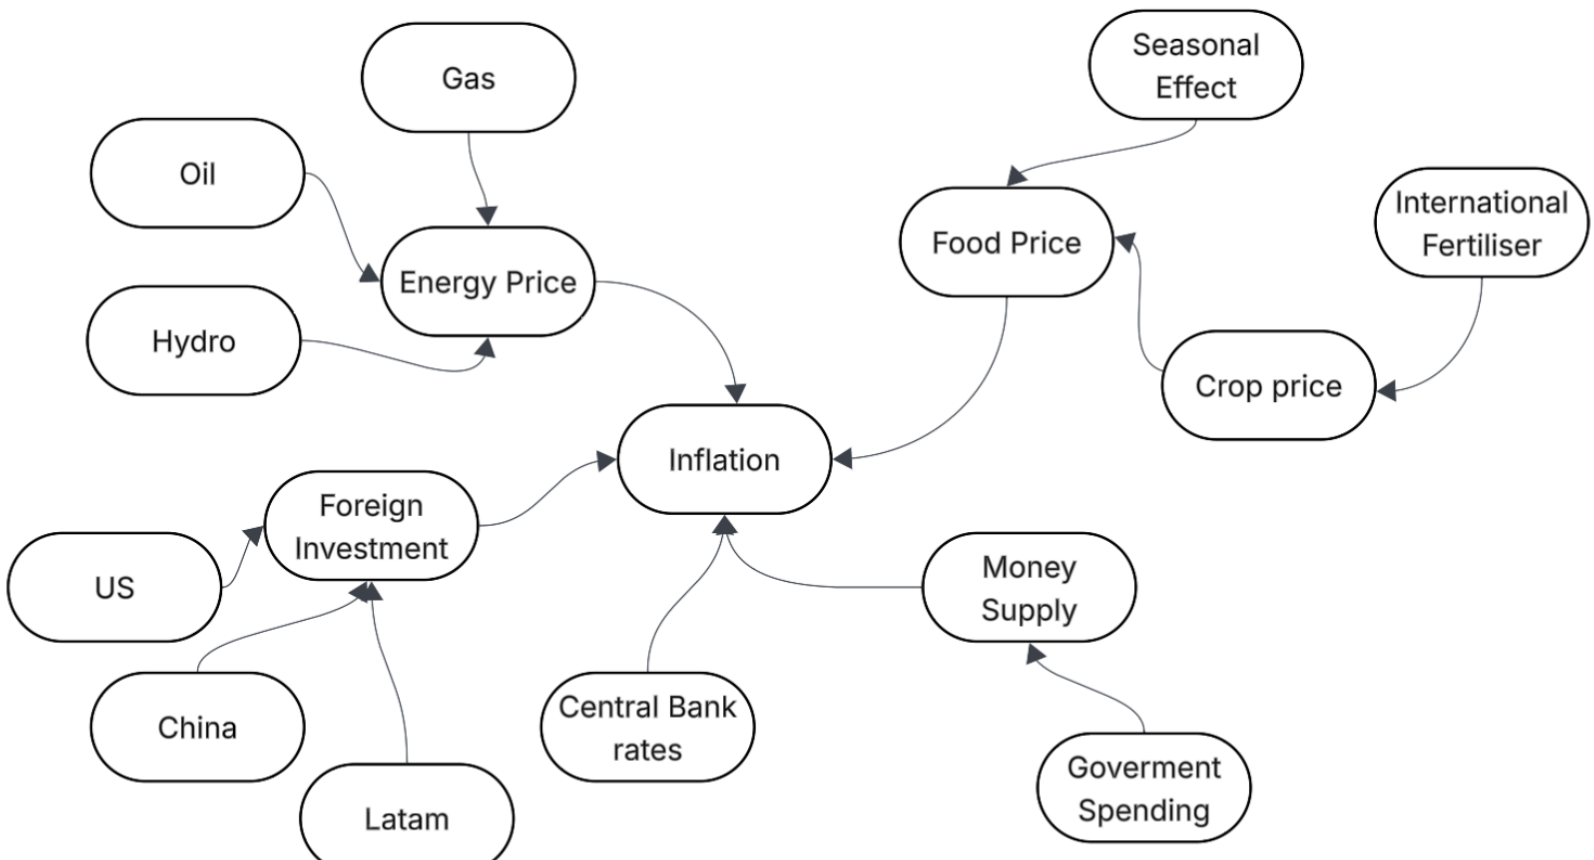 Seasonal
Effect
Gas
Oil
International
Fertiliser
Food Price
Energy Price
Hydro
Crop price
Inflation
Foreign
Investment
US
Money
Supply
China
Central Bank
rates
Goverment
Spending
Latam